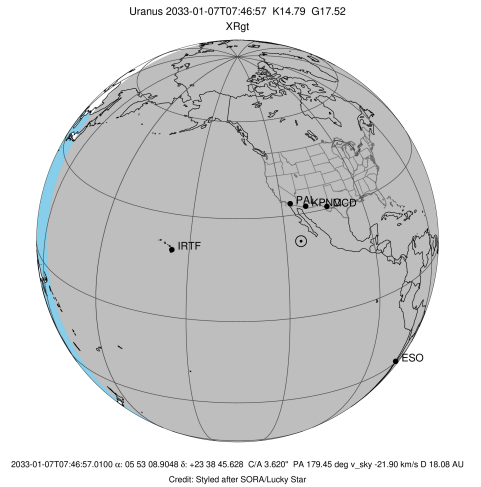 Uranus 2033-01-07T07:46:57 K14.79 G17.52
XRgt
PAL KPNO MCD
IRTF
ESO
2033-01-07T07:46:57.0100 α: 05 53 08.9048 δ: +23 38 45.628 C/A 3.620" PA 179.45 deg v_sky -21.90 km/s D 18.08 AU
Credit: Styled after SORA/Lucky Star